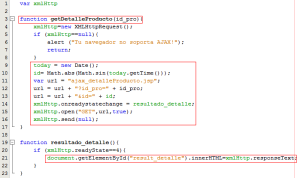 1 var xmlHttp
2
3 function getDetalleProducto(id_pro){
4 xmlHttp=new XMLHttpRequest();
5 if (xmlHttp==null){
6 alert ("Tu navegador no soporta AJAX!");
7 return;
8 }
9 today = new Date();
10 id= Math.abs(Math.sin(today.getTime()));
11 var url = "ajax_detalleProducto.jsp";
12 url = url + "?id_pro=" + id_pro;
13 url = url + "&id=" + id;
14 xmlHttp.onreadystatechange = resultado_detalle;
15 xmlHttp.open("GET",url,true);
16 xmlHttp.send(null);
17 }
18
19 function resultado_detalle(){
20 if (xmlHttp.readyState==4){
21 document.getElementById("result_detalle").innerHTML=xmlHttp.responseText;
22 }
23 }